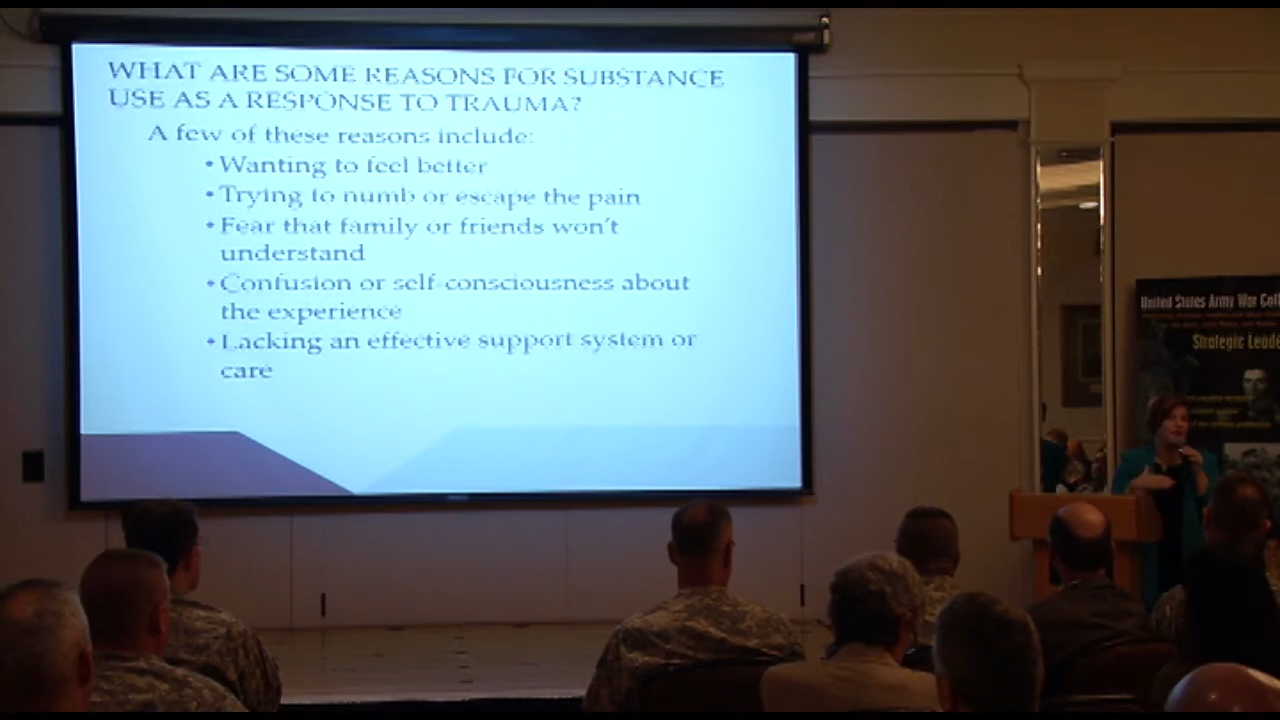 WHAT ARE SOME REASONS FOR SUBSTANCE
USE AS A RESPONSE TO TRAUMA?
A few of these reasons include:
• Wanting to feel better
• Trying to numb or escape the pain
• Fear that family or friends won't
understand
• Confusion or self-consciousness about
the experience
• Lacking an effective support system or
care
United States Army War
Strategic